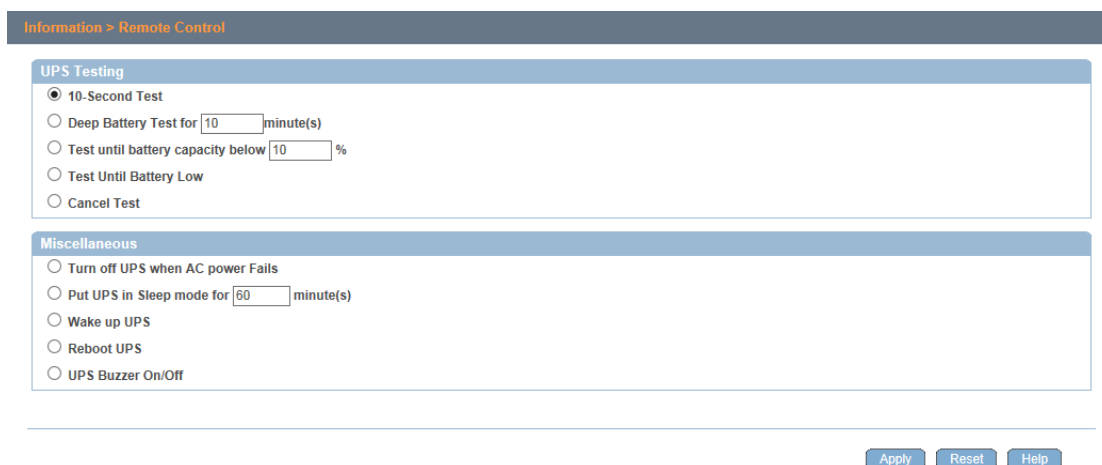 Information > Remote Control
UPS Testing
10-Second Test
Deep Battery Test for 10 minute(s)
Test until battery capacity below 10 %
Test Until Battery Low
Cancel Test
Miscellaneous
Turn off UPS when AC power Fails
Put UPS in Sleep mode for 60 minute(s)
Wake up UPS
Reboot UPS
UPS Buzzer On/Off
Apply Reset Help